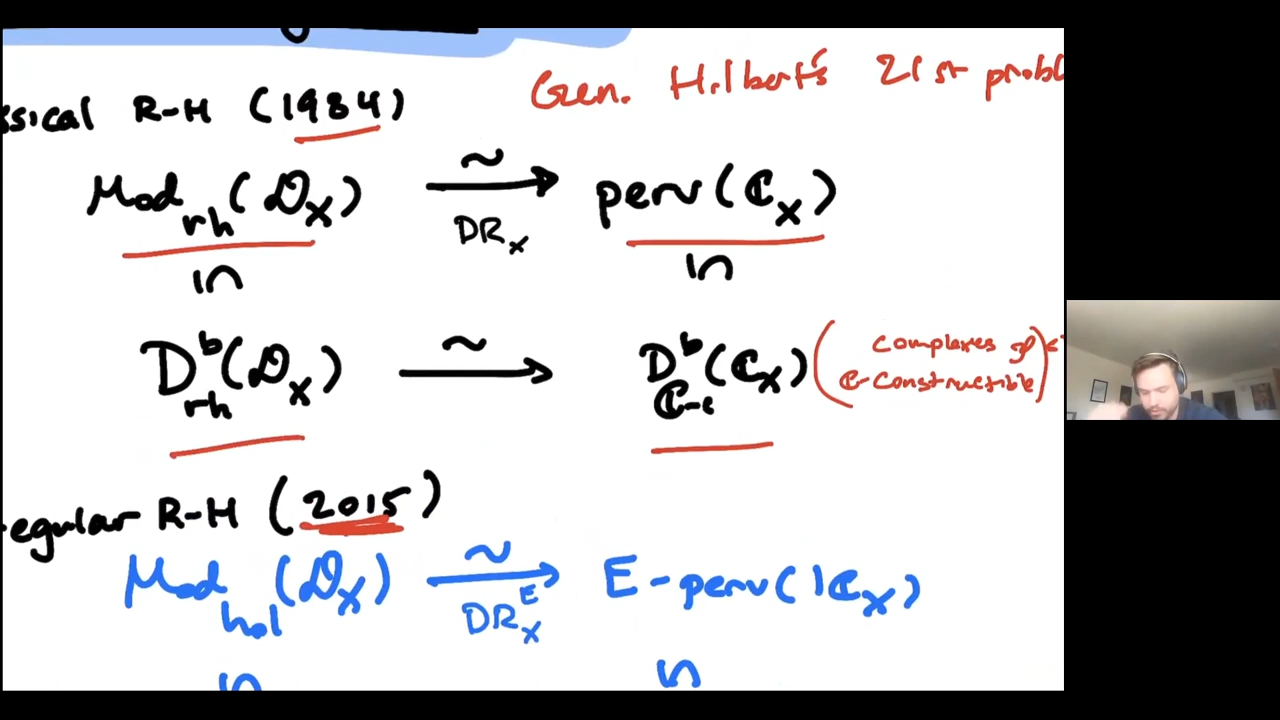 Gen. Hilbert's 21st probl
ssical R-H (1984)
Mod_rh(𝒟_X) ⥲ perv(ℂ_X)
DR_X
D^b_rh(𝒟_X) ⥲ D^b_ℂ-c(ℂ_X) (complexes
ℂ-constructible)
egular R-H (2015)
Mod_hol(𝒟_X) ⥲ E-perv(Iℂ_X)
DR^E_X